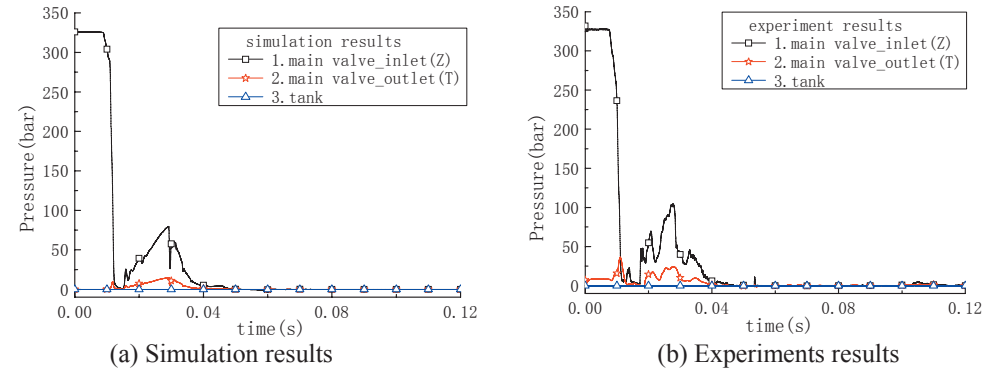 350
300
250
200
150
100
50
0
Pressure(bar)
simulation results
1.main valve_inlet(Z)
2.main valve_outlet(T)
3.tank
0.00
0.04
0.08
0.12
time(s)
(a) Simulation results
350
300
250
200
150
100
50
0
Pressure(bar)
experiment results
1.main valve_inlet(Z)
2.main valve_outlet(T)
3.tank
0.00
0.04
0.08
0.12
time(s)
(b) Experiments results